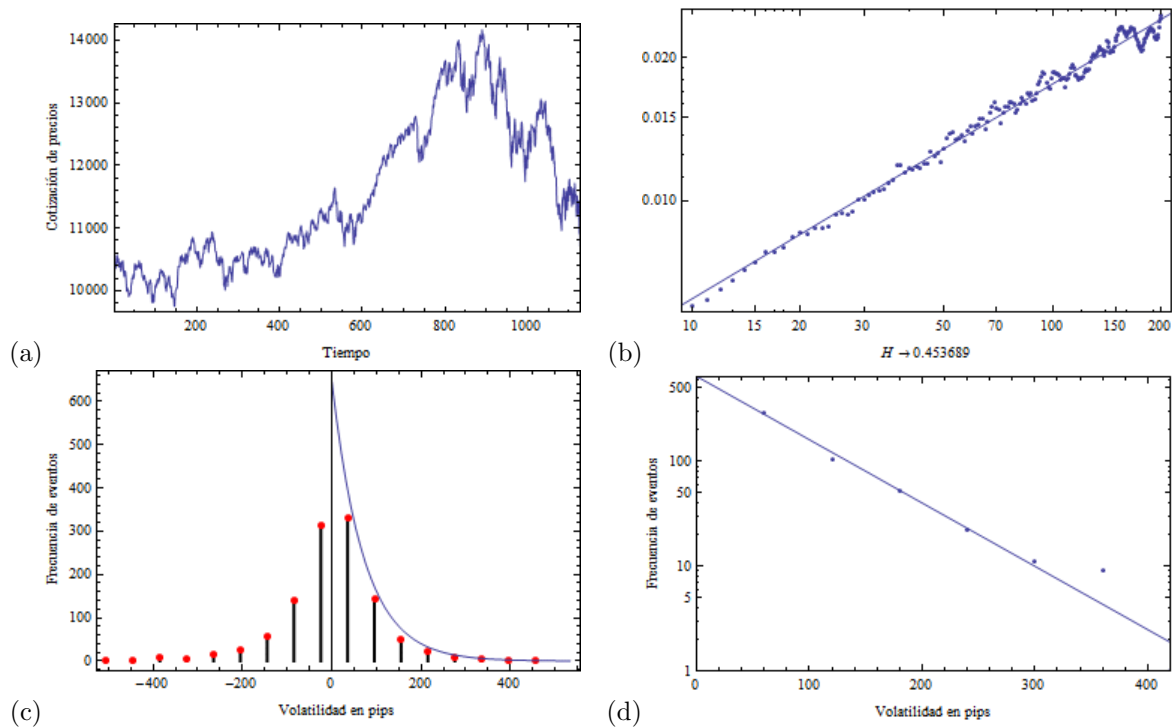 14000
13000
12000
11000
10000
Cotización de precios
200 400 600 800 1000
Tiempo
(a)
0.020
0.015
0.010
10 15 20 30 50 70 100 150 200
H → 0.453689
(b)
600
500
400
300
200
100
0
Frecuencia de eventos
−400 −200 0 200 400
Volatilidad en pips
(c)
500
100
50
10
5
1
Frecuencia de eventos
0 100 200 300 400
Volatilidad en pips
(d)